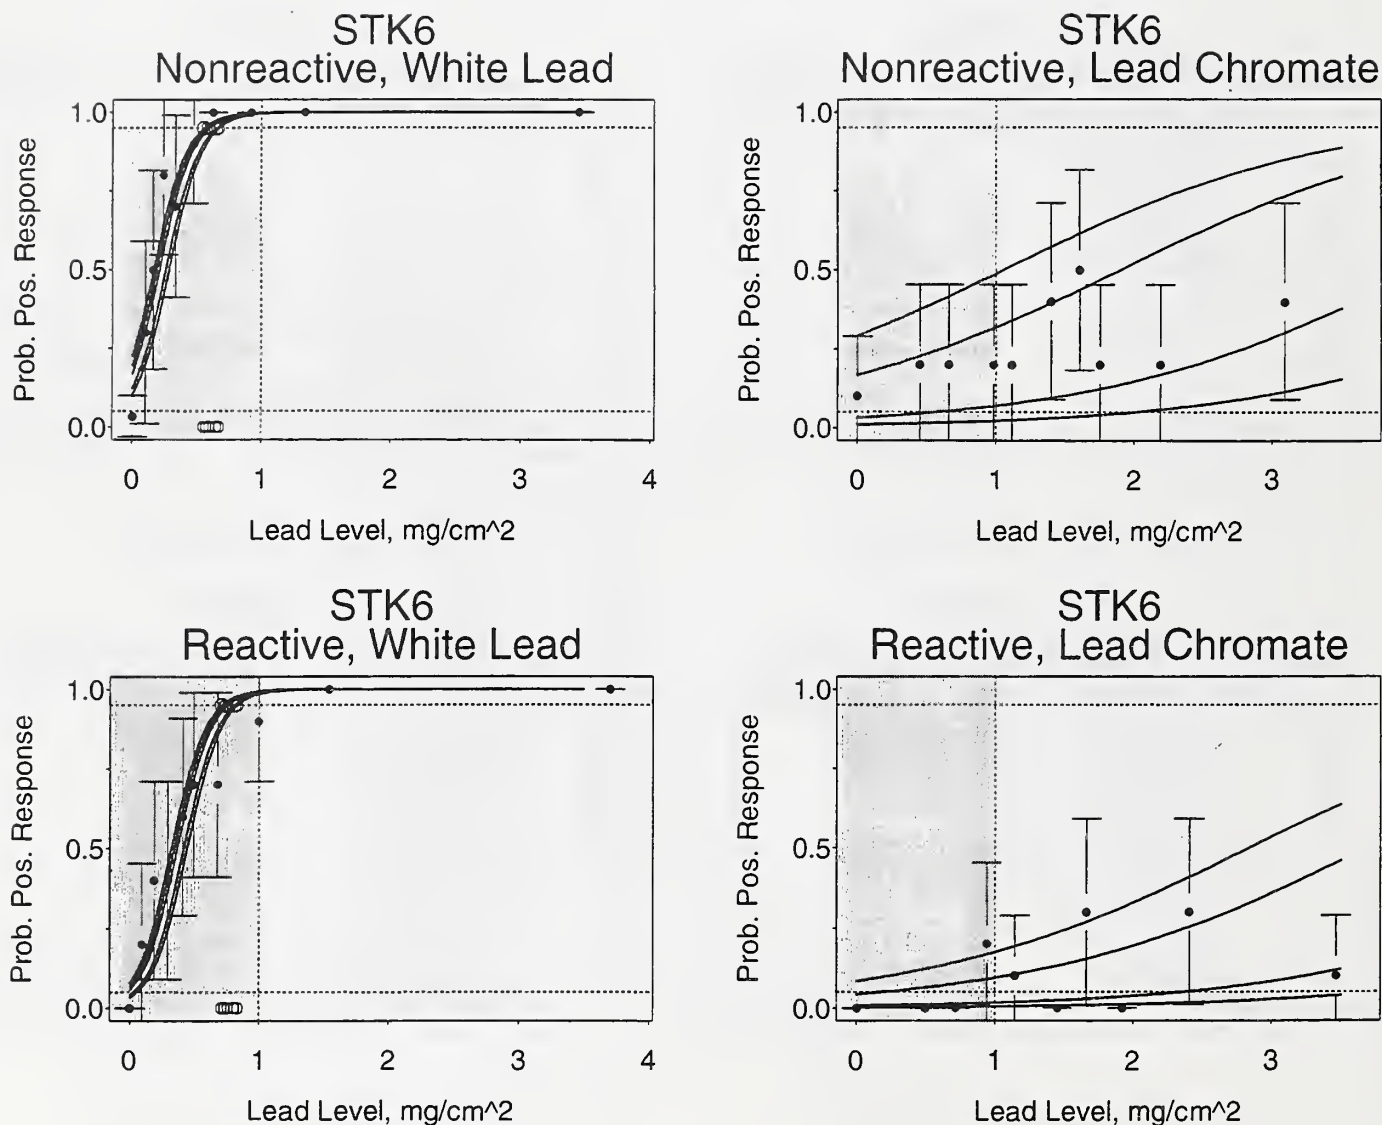 STK6
Nonreactive, White Lead
Prob. Pos. Response
1.0
0.5
0.0
0 1 2 3 4
Lead Level, mg/cm^2
STK6
Nonreactive, Lead Chromate
Prob. Pos. Response
1.0
0.5
0.0
0 1 2 3
Lead Level, mg/cm^2
STK6
Reactive, White Lead
Prob. Pos. Response
1.0
0.5
0.0
0 1 2 3 4
Lead Level, mg/cm^2
STK6
Reactive, Lead Chromate
Prob. Pos. Response
1.0
0.5
0.0
0 1 2 3
Lead Level, mg/cm^2